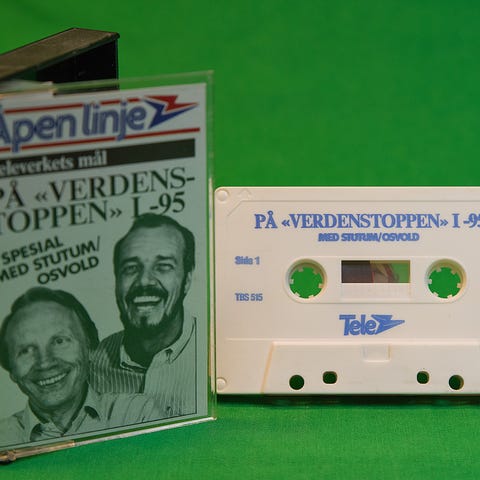 Åpen linje
eleverkets mål
PÅ «VERDENS-
TOPPEN» I -95
SPESIAL
MED STUTUM/
OSVOLD
PÅ «VERDENSTOPPEN» I -95
MED STUTUM/OSVOLD
Side 1
TBS 515
Tele